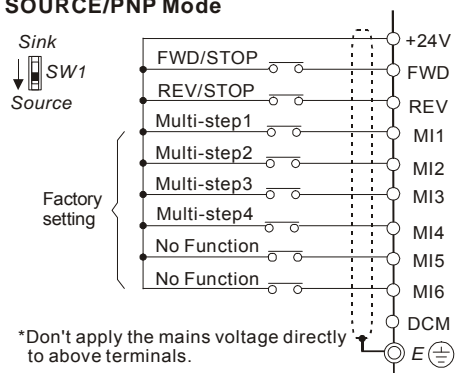 SOURCE/PNP Mode
Sink
SW1
Source
+24V
FWD/STOP
FWD
REV/STOP
REV
Multi-step1
MI1
Multi-step2
MI2
Multi-step3
MI3
Multi-step4
MI4
No Function
MI5
No Function
MI6
Factory
setting
DCM
*Don't apply the mains voltage directly
to above terminals.
E